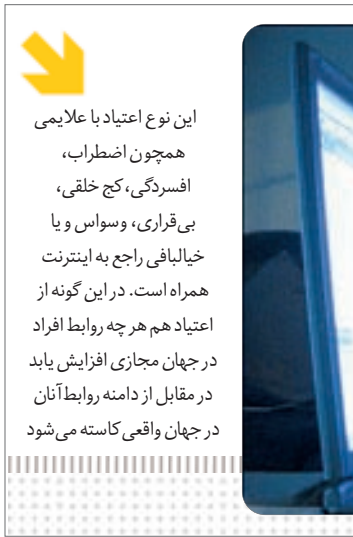 این نوع اعتیاد با علایمی
همچون اضطراب،
افسردگی، کج خلقی،
بی‌قراری، وسواس و یا
خیالبافی راجع به اینترنت
همراه است. در این گونه از
اعتیاد هم هر چه روابط افراد
در جهان مجازی افزایش یابد
در مقابل از دامنه روابط آنان
در جهان واقعی کاسته می‌شود